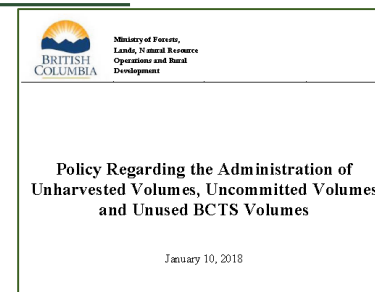 BRITISH
COLUMBIA
Ministry of Forests,
Lands, Natural Resource
Operations and Rural
Development
Policy Regarding the Administration of
Unharvested Volumes, Uncommitted Volumes
and Unused BCTS Volumes
January 10, 2018